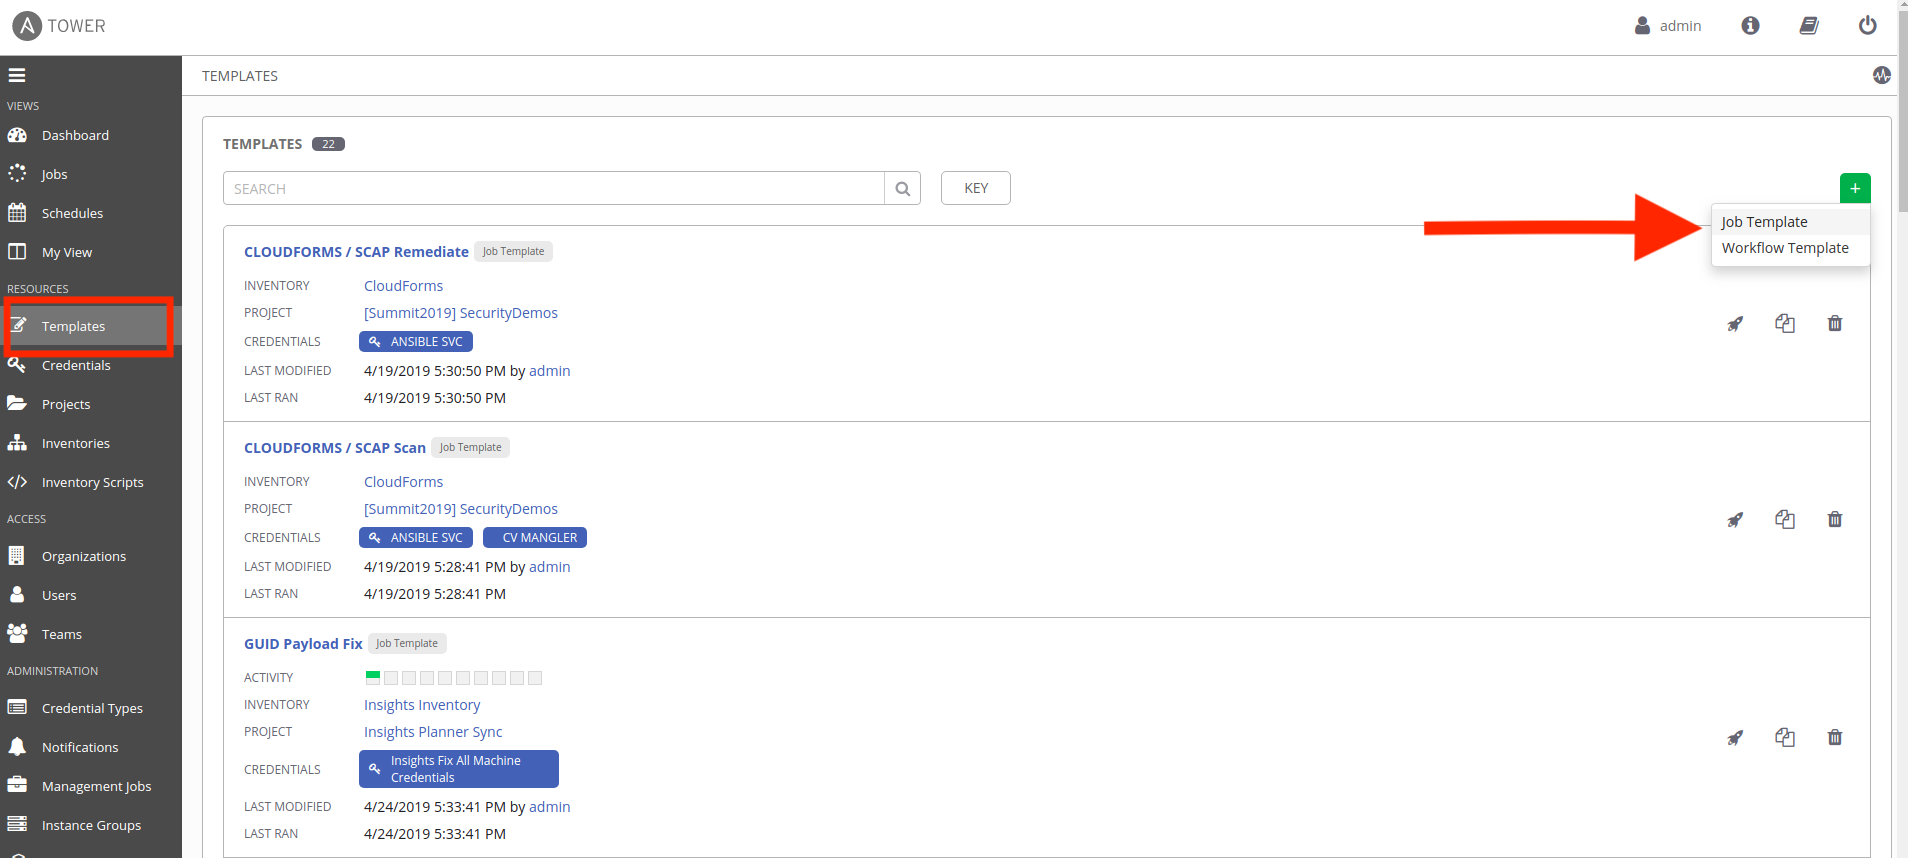 A TOWER
admin
VIEWS
Dashboard
Jobs
Schedules
My View
RESOURCES
Templates
Credentials
Projects
Inventories
Inventory Scripts
ACCESS
Organizations
Users
Teams
ADMINISTRATION
Credential Types
Notifications
Management Jobs
Instance Groups
TEMPLATES
TEMPLATES 22
SEARCH
KEY
+
Job Template
Workflow Template
CLOUDFORMS / SCAP Remediate Job Template
INVENTORY CloudForms
PROJECT [Summit2019] SecurityDemos
CREDENTIALS ANSIBLE SVC
LAST MODIFIED 4/19/2019 5:30:50 PM by admin
LAST RAN 4/19/2019 5:30:50 PM
CLOUDFORMS / SCAP Scan Job Template
INVENTORY CloudForms
PROJECT [Summit2019] SecurityDemos
CREDENTIALS ANSIBLE SVC CV MANGLER
LAST MODIFIED 4/19/2019 5:28:41 PM by admin
LAST RAN 4/19/2019 5:28:41 PM
GUID Payload Fix Job Template
ACTIVITY
INVENTORY Insights Inventory
PROJECT Insights Planner Sync
CREDENTIALS Insights Fix All Machine
Credentials
LAST MODIFIED 4/24/2019 5:33:41 PM by admin
LAST RAN 4/24/2019 5:33:41 PM